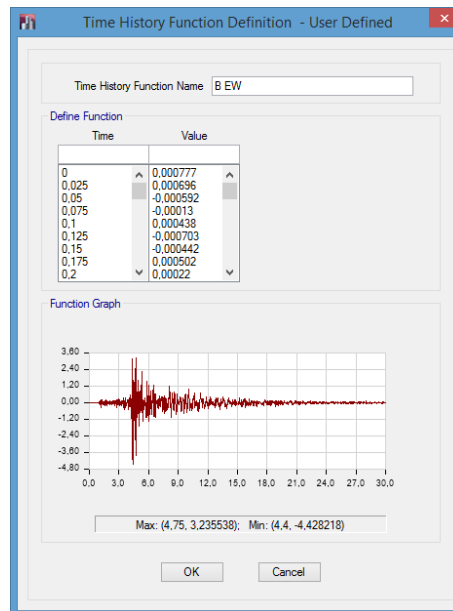 Time History Function Definition - User Defined
Time History Function Name B EW
Define Function
Time Value
0 0,000777
0,025 0,000696
0,05 -0,000592
0,075 -0,00013
0,1 0,000438
0,125 -0,000703
0,15 -0,000442
0,175 0,000502
0,2 0,00022
Function Graph
3,60
2,40
1,20
0,00
-1,20
-2,40
-3,60
-4,80
0,0 3,0 6,0 9,0 12,0 15,0 18,0 21,0 24,0 27,0 30,0
Max: (4,75, 3,235538); Min: (4,4, -4,428218)
OK Cancel